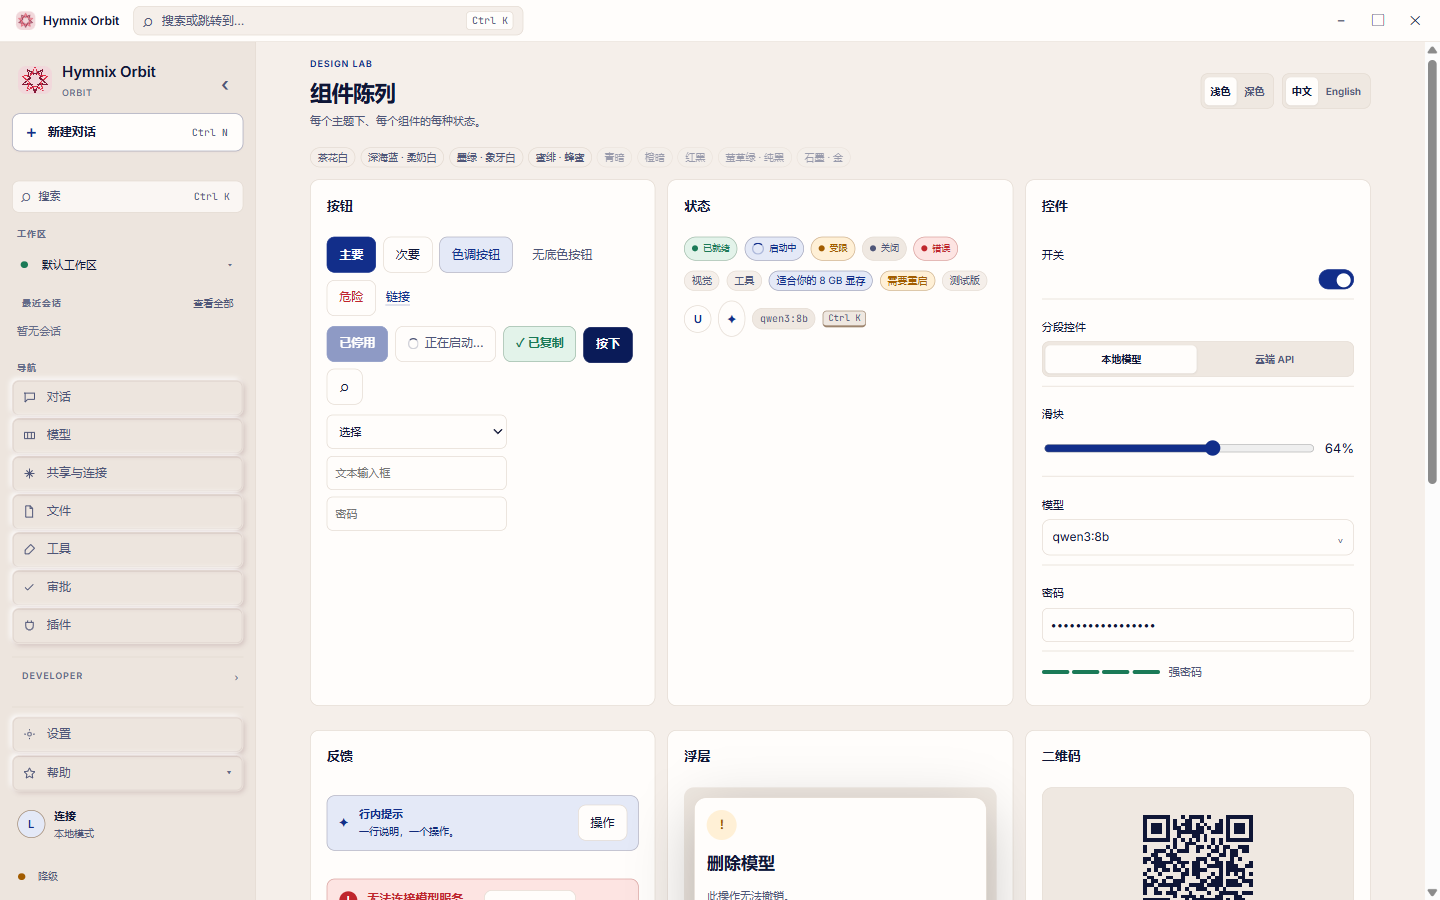 Hymnix Orbit
搜索或跳转到... Ctrl K
Hymnix Orbit
ORBIT
新建对话 Ctrl N
搜索 Ctrl K
工作区
默认工作区
最近会话 查看全部
暂无会话
导航
对话
模型
共享与连接
文件
工具
审批
插件
DEVELOPER
设置
帮助
L 连接
本地模式
降级
DESIGN LAB
组件陈列
每个主题下、每个组件的每种状态。
浅色 深色 中文 English
茶花白 深海蓝 · 柔奶白 墨绿 · 象牙白 蜜绯 · 蜂蜜 青暗 橙暗 红黑 萤草绿 · 纯黑 石墨 · 金
按钮
主要 次要 色调按钮 无底色按钮
危险 链接
已停用 正在启动... ✓ 已复制 按下
选择
文本输入框
密码
状态
已就绪 启动中 受限 关闭 错误
视觉 工具 适合你的 8 GB 显存 需要重启 测试版
U qwen3:8b Ctrl K
控件
开关
分段控件
本地模型 云端 API
滑块
64%
模型
qwen3:8b
密码
•••••••••••••••••
强密码
反馈
行内提示
一行说明，一个操作。
操作
无法连接模型服务
浮层
!
删除模型
此操作无法撤销。
二维码